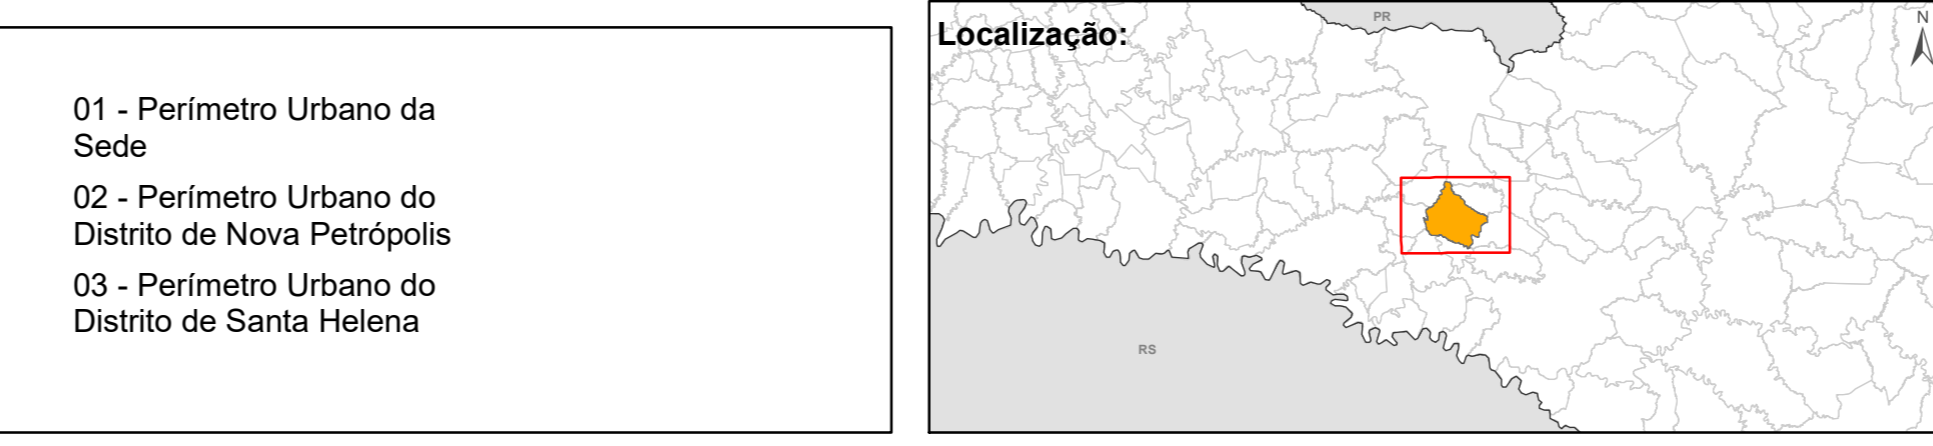 01 - Perímetro Urbano da
Sede
02 - Perímetro Urbano do
Distrito de Nova Petrópolis
03 - Perímetro Urbano do
Distrito de Santa Helena
Localização:
PR
N
RS